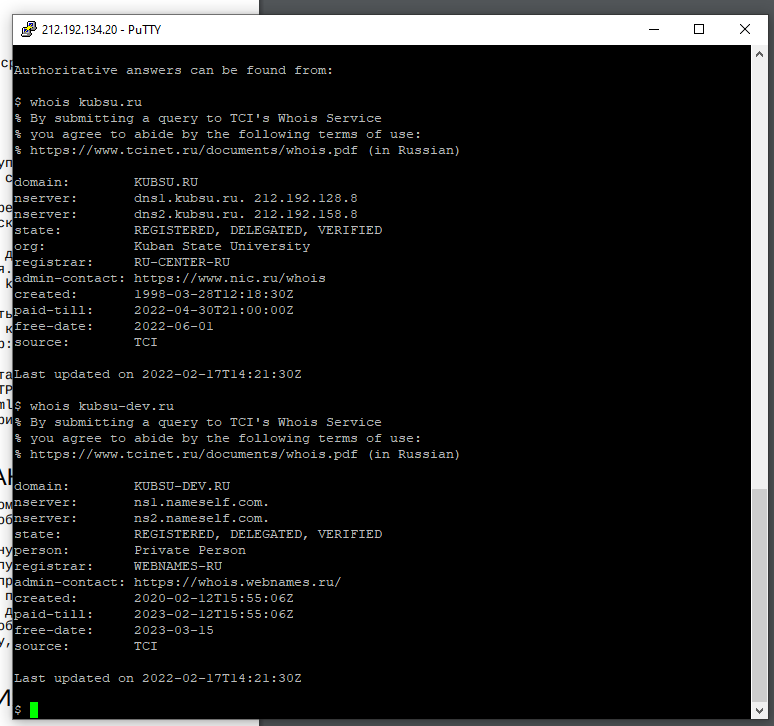 212.192.134.20 - PuTTY
Authoritative answers can be found from:
$ whois kubsu.ru
% By submitting a query to TCI's Whois Service
% you agree to abide by the following terms of use:
% https://www.tcinet.ru/documents/whois.pdf (in Russian)
domain: KUBSU.RU
nserver: dns1.kubsu.ru. 212.192.128.8
nserver: dns2.kubsu.ru. 212.192.158.8
state: REGISTERED, DELEGATED, VERIFIED
org: Kuban State University
registrar: RU-CENTER-RU
admin-contact: https://www.nic.ru/whois
created: 1998-03-28T12:18:30Z
paid-till: 2022-04-30T21:00:00Z
free-date: 2022-06-01
source: TCI
Last updated on 2022-02-17T14:21:30Z
$ whois kubsu-dev.ru
% By submitting a query to TCI's Whois Service
% you agree to abide by the following terms of use:
% https://www.tcinet.ru/documents/whois.pdf (in Russian)
domain: KUBSU-DEV.RU
nserver: ns1.nameself.com.
nserver: ns2.nameself.com.
state: REGISTERED, DELEGATED, VERIFIED
person: Private Person
registrar: WEBNAMES-RU
admin-contact: https://whois.webnames.ru/
created: 2020-02-12T15:55:06Z
paid-till: 2023-02-12T15:55:06Z
free-date: 2023-03-15
source: TCI
Last updated on 2022-02-17T14:21:30Z
$